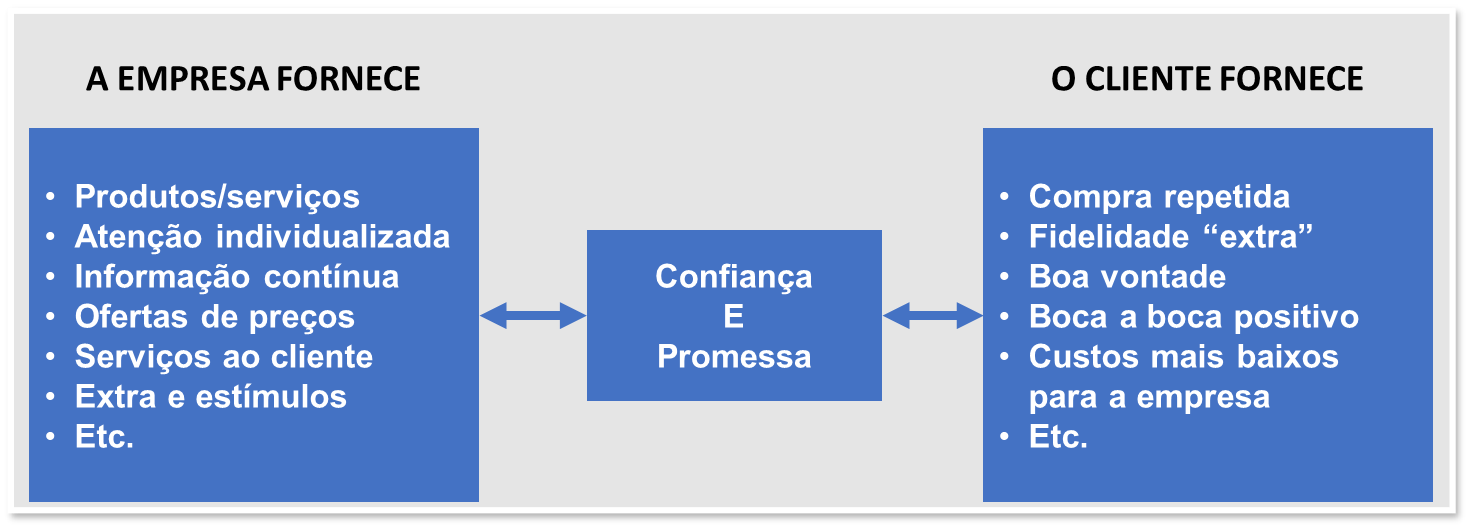 A EMPRESA FORNECE
• Produtos/serviços
• Atenção individualizada
• Informação contínua
• Ofertas de preços
• Serviços ao cliente
• Extra e estímulos
• Etc.
Confiança
E
Promessa
O CLIENTE FORNECE
• Compra repetida
• Fidelidade “extra”
• Boa vontade
• Boca a boca positivo
• Custos mais baixos
para a empresa
• Etc.